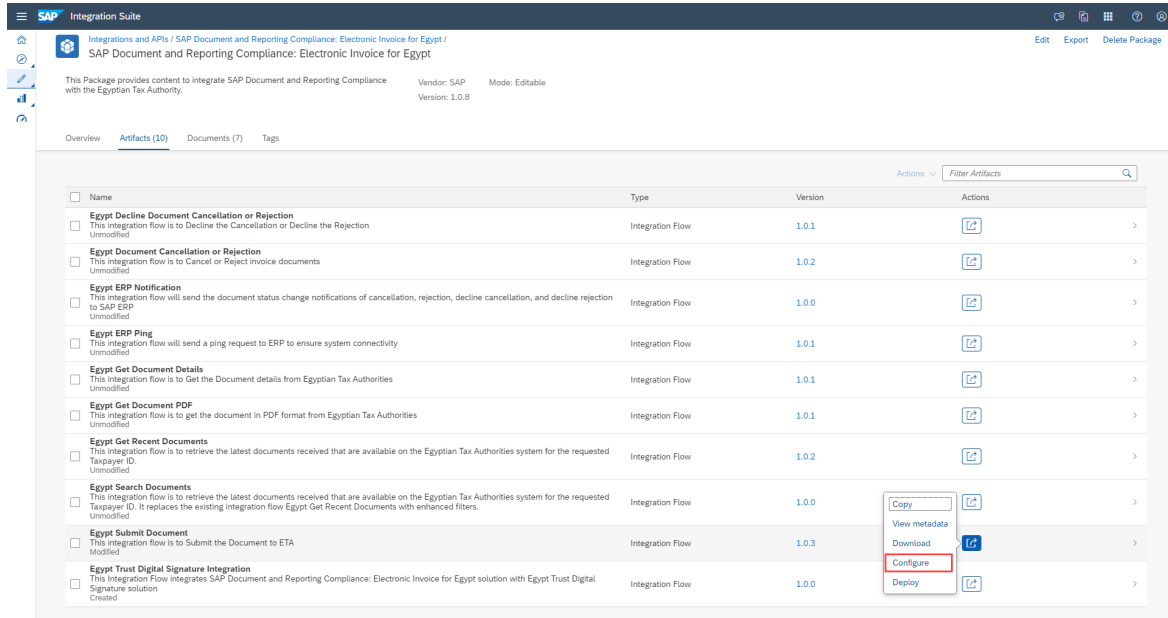 SAP Integration Suite
Integrations and APIs / SAP Document and Reporting Compliance: Electronic Invoice for Egypt /
SAP Document and Reporting Compliance: Electronic Invoice for Egypt
Edit Export Delete Package
This Package provides content to integrate SAP Document and Reporting Compliance
with the Egyptian Tax Authority.
Vendor: SAP Mode: Editable
Version: 1.0.8
Overview Artifacts (10) Documents (7) Tags
Actions Filter Artifacts
Name Type Version Actions
Egypt Decline Document Cancellation or Rejection
This integration flow is to Decline the Cancellation or Decline the Rejection Integration Flow 1.0.1
Unmodified
Egypt Document Cancellation or Rejection
This integration flow is to Cancel or Reject invoice documents Integration Flow 1.0.2
Unmodified
Egypt ERP Notification
This integration flow will send the document status change notifications of cancellation, rejection, decline cancellation, and decline rejection Integration Flow 1.0.0
to SAP ERP
Unmodified
Egypt ERP Ping
This integration flow will send a ping request to ERP to ensure system connectivity Integration Flow 1.0.1
Unmodified
Egypt Get Document Details
This integration flow is to Get the Document details from Egyptian Tax Authorities Integration Flow 1.0.1
Unmodified
Egypt Get Document PDF
This integration flow is to get the document in PDF format from Egyptian Tax Authorities Integration Flow 1.0.1
Unmodified
Egypt Get Recent Documents
This integration flow is to retrieve the latest documents received that are available on the Egyptian Tax Authorities system for the requested Integration Flow 1.0.2
Taxpayer ID.
Unmodified
Egypt Search Documents
This integration flow is to retrieve the latest documents received that are available on the Egyptian Tax Authorities system for the requested
Taxpayer ID. It replaces the existing integration flow Egypt Get Recent Documents with enhanced filters. Integration Flow 1.0.0
Unmodified
Copy
View metadata
Download
Configure
Deploy
Egypt Submit Document
This integration flow is to Submit the Document to ETA Integration Flow 1.0.3
Modified
Egypt Trust Digital Signature Integration
This Integration Flow integrates SAP Document and Reporting Compliance: Electronic Invoice for Egypt solution with Egypt Trust Digital Integration Flow 1.0.0
Signature solution
Created